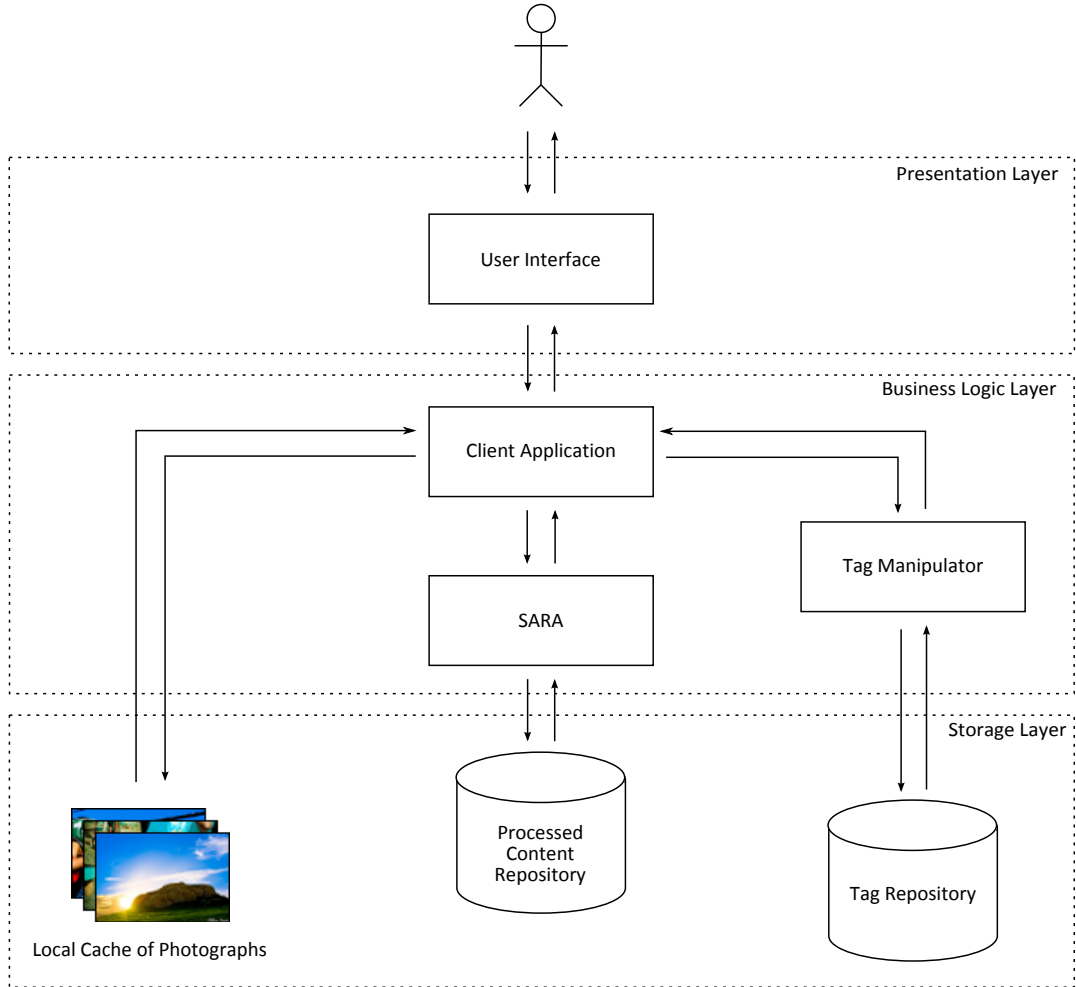 Presentation Layer
User Interface
Business Logic Layer
Client Application
Tag Manipulator
SARA
Storage Layer
Processed
Content
Repository
Tag Repository
Local Cache of Photographs